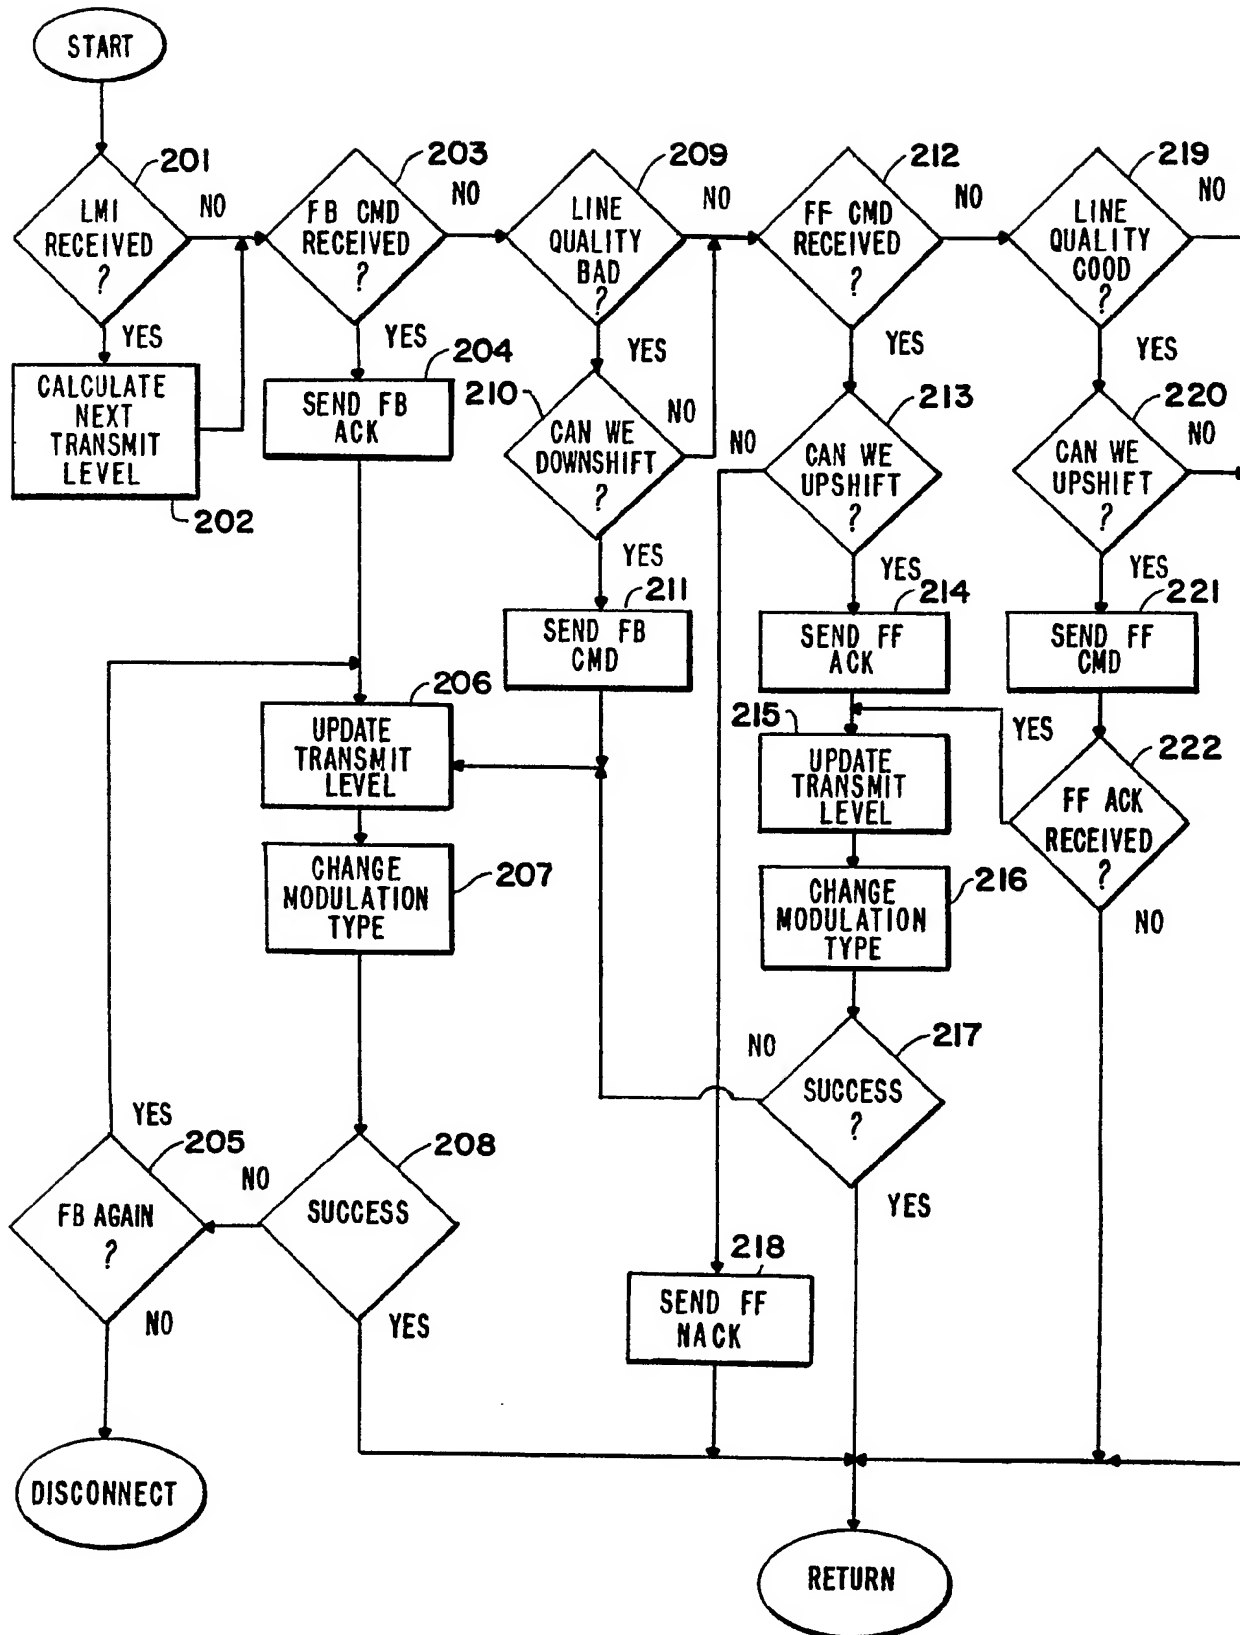 START
201
203
209
212
219
LMI
RECEIVED
?
NO
FB CMD
RECEIVED
?
NO
LINE
QUALITY
BAD
?
NO
FF CMD
RECEIVED
?
NO
LINE
QUALITY
COOD
?
NO
YES
YES
YES
YES
YES
CALCULATE
NEXT
TRANSMIT
LEVEL
202
204
SEND FB
ACK
210
CAN WE
DOWNSHIFT
?
NO
213
CAN WE
UPSHIFT
?
NO
220
CAN WE
UPSHIFT
?
NO
YES
YES
YES
211
SEND FB
CMD
214
SEND FF
ACK
221
SEND FF
CMD
206
UPDATE
TRANSMIT
LEVEL
215
UPDATE
TRANSMIT
LEVEL
YES
222
FF ACK
RECEIVED
?
NO
207
CHANGE
MODULATION
TYPE
216
CHANGE
MODULATION
TYPE
217
SUCCESS
?
NO
YES
YES
205
FB AGAIN
?
NO
208
SUCCESS
NO
YES
218
SEND FF
NACK
DISCONNECT
RETURN